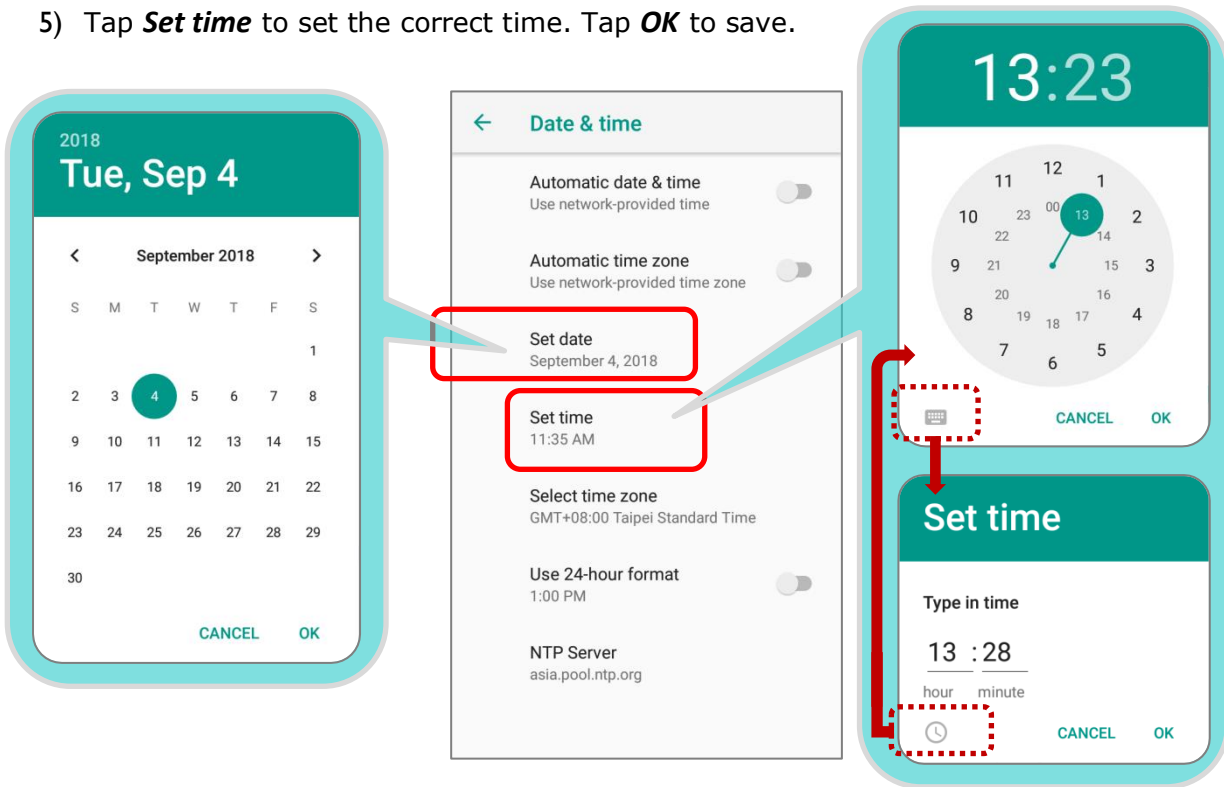 5) Tap Set time to set the correct time. Tap OK to save.
2018
Tue, Sep 4
September 2018
S M T W T F S
1
2 3 4 5 6 7 8
9 10 11 12 13 14 15
16 17 18 19 20 21 22
23 24 25 26 27 28 29
30
CANCEL OK
Date & time
Automatic date & time
Use network-provided time
Automatic time zone
Use network-provided time zone
Set date
September 4, 2018
Set time
11:35 AM
Select time zone
GMT+08:00 Taipei Standard Time
Use 24-hour format
1:00 PM
NTP Server
asia.pool.ntp.org
13:23
12
11 1
00
10 23 13 2
22 14
9 21 15 3
20 16
8 19 18 17 4
7 5
6
CANCEL OK
Set time
Type in time
13 : 28
hour minute
CANCEL OK